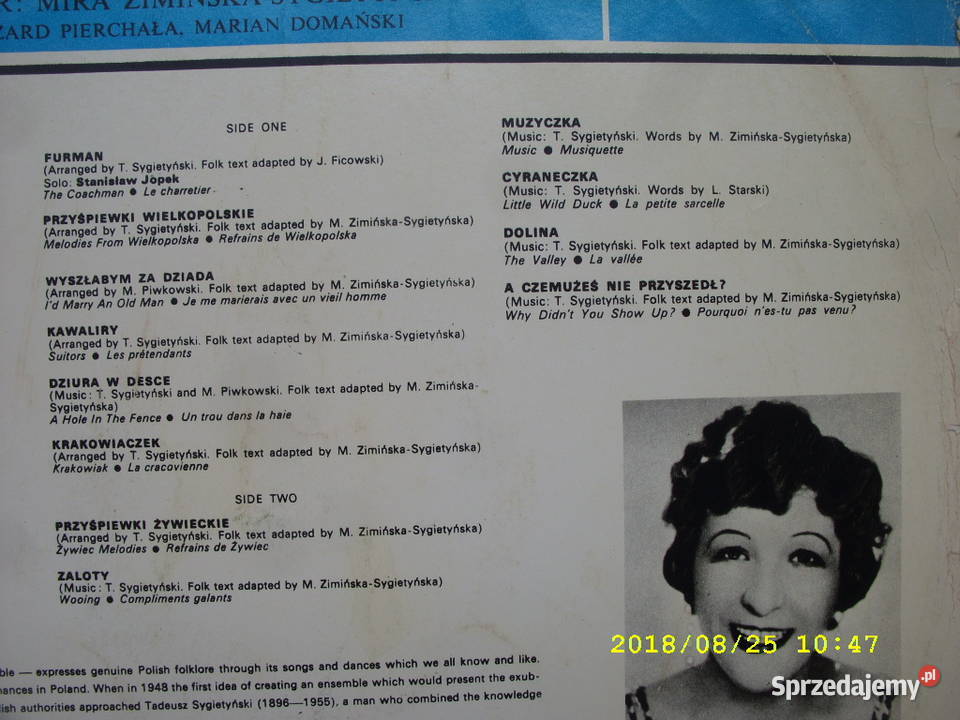 R: MIRA ZIMIŃSKA-SYGIETYŃSKA
ZARD PIERCHAŁA, MARIAN DOMAŃSKI
SIDE ONE
FURMAN
(Arranged by T. Sygietyński. Folk text adapted by J. Ficowski)
Solo: Stanisław Jopek
The Coachman ● Le charretier
PRZYŚPIEWKI WIELKOPOLSKIE
(Arranged by T. Sygietyński. Folk text adapted by M. Zimińska-Sygietyńska)
Melodies From Wielkopolska ● Refrains de Wielkopolska
WYSZŁABYM ZA DZIADA
(Arranged by M. Piwkowski. Folk text adapted by M. Zimińska-Sygietyńska)
I'd Marry An Old Man ● Je me marierais avec un vieil homme
KAWALIRY
(Arranged by T. Sygietyński. Folk text adapted by M. Zimińska-Sygietyńska)
Suitors ● Les prétendants
DZIURA W DESCE
(Music: T. Sygietyński and M. Piwkowski. Folk text adapted by M. Zimińska-
Sygietyńska)
A Hole In The Fence ● Un trou dans la haie
KRAKOWIACZEK
(Arranged by T. Sygietyński. Folk text adapted by M. Zimińska-Sygietyńska)
Krakowiak ● La cracovienne
SIDE TWO
PRZYŚPIEWKI ŻYWIECKIE
(Arranged by T. Sygietyński. Folk text adapted by M. Zimińska-Sygietyńska)
Żywiec Melodies ● Refrains de Żywiec
ZALOTY
(Music: T. Sygietyński. Folk text adapted by M. Zimińska-Sygietyńska)
Wooing ● Compliments galants
MUZYCZKA
(Music: T. Sygietyński. Words by M. Zimińska-Sygietyńska)
Music ● Musiquette
CYRANECZKA
(Music: T. Sygietyński. Words by L. Starski)
Little Wild Duck ● La petite sarcelle
DOLINA
(Music: T. Sygietyński. Folk text adapted by M. Zimińska-Sygietyńska)
The Valley ● La vallée
A CZEMUŻEŚ NIE PRZYSZEDŁ?
(Music: T. Sygietyński. Folk text adapted by M. Zimińska-Sygietyńska)
Why Didn't You Show Up? ● Pourquoi n'es-tu pas venu?
ble — expresses genuine Polish folklore through its songs and dances which we all know and like.
nances in Poland. When in 1948 the first idea of creating an ensemble which would present the exub-
lish authorities approached Tadeusz Sygietyński (1896—1955), a man who combined the knowledge
2018/08/25 10:47
Sprzedajemy.pl